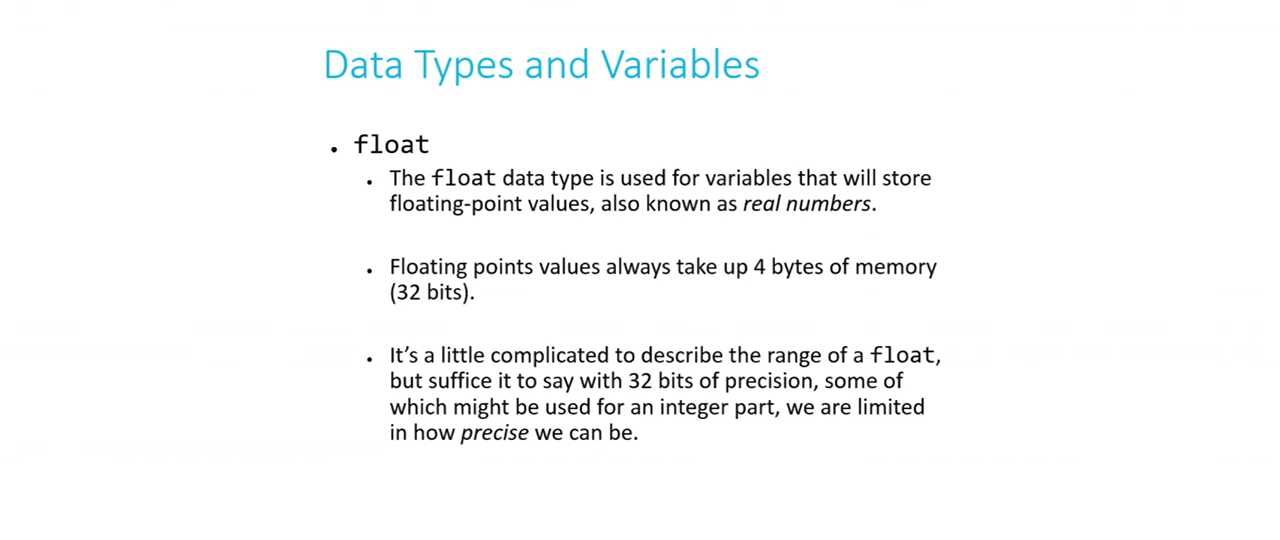 Data Types and Variables
• float
• The float data type is used for variables that will store
floating-point values, also known as real numbers.
• Floating points values always take up 4 bytes of memory
(32 bits).
• It’s a little complicated to describe the range of a float,
but suffice it to say with 32 bits of precision, some of
which might be used for an integer part, we are limited
in how precise we can be.